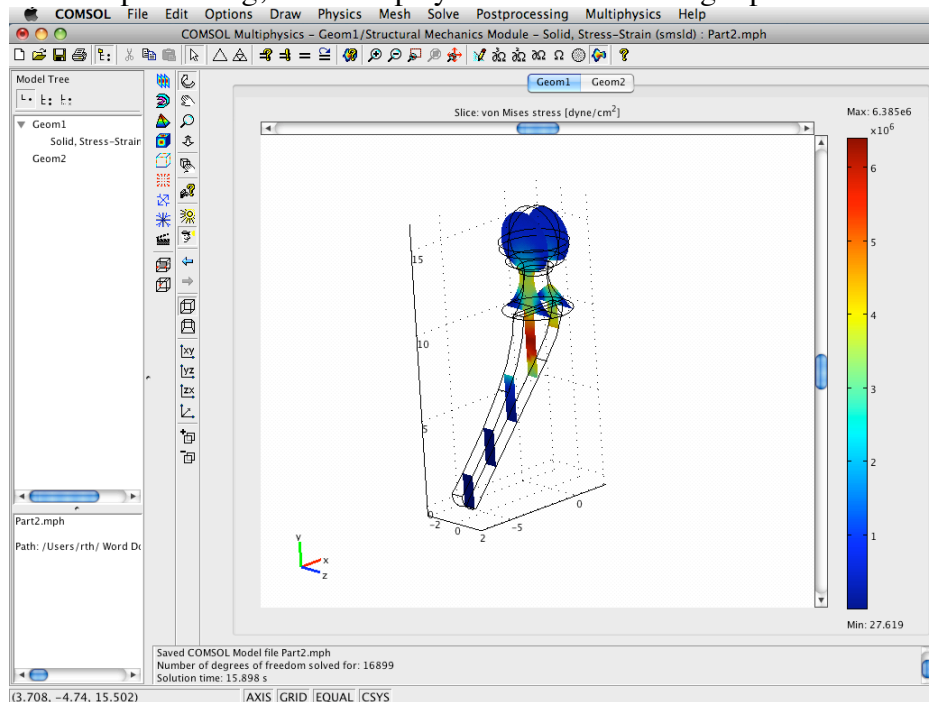 COMSOL File Edit Options Draw Physics Mesh Solve Postprocessing Multiphysics Help
COMSOL Multiphysics - Geom1/Structural Mechanics Module - Solid, Stress-Strain (smsld) : Part2.mph
Model Tree
Geom1
Solid, Stress-Strain
Geom2
Geom1 Geom2
Slice: von Mises stress [dyne/cm²]
Max: 6.385e6
x10⁶
6
5
4
3
2
1
Min: 27.619
15
10
5
0
-2
0
2
-5
0
y
x
z
xy
yz
zx
Part2.mph
Path: /Users/rth/ Word Do
Saved COMSOL Model file Part2.mph
Number of degrees of freedom solved for: 16899
Solution time: 15.898 s
(3.708, -4.74, 15.502) AXIS GRID EQUAL CSYS